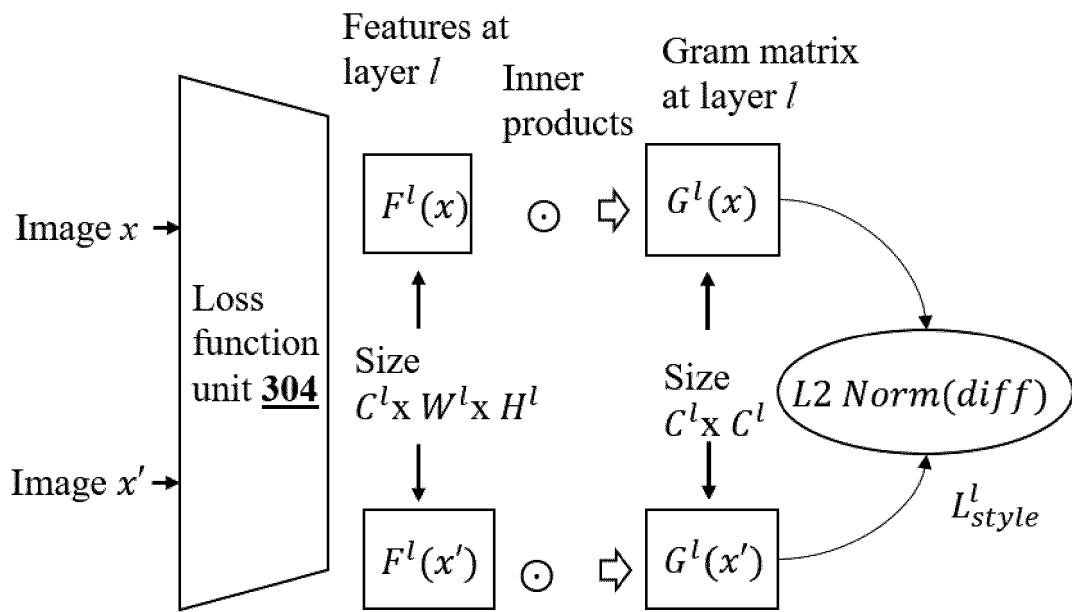 Features at
layer l
Inner
products
Gram matrix
at layer l
F^l(x)
⊙
G^l(x)
Image x
Loss
function
unit 304
Size
C^l x W^l x H^l
Size
C^l x C^l
L2 Norm(diff)
Image x′
L^l_style
F^l(x′)
⊙
G^l(x′)